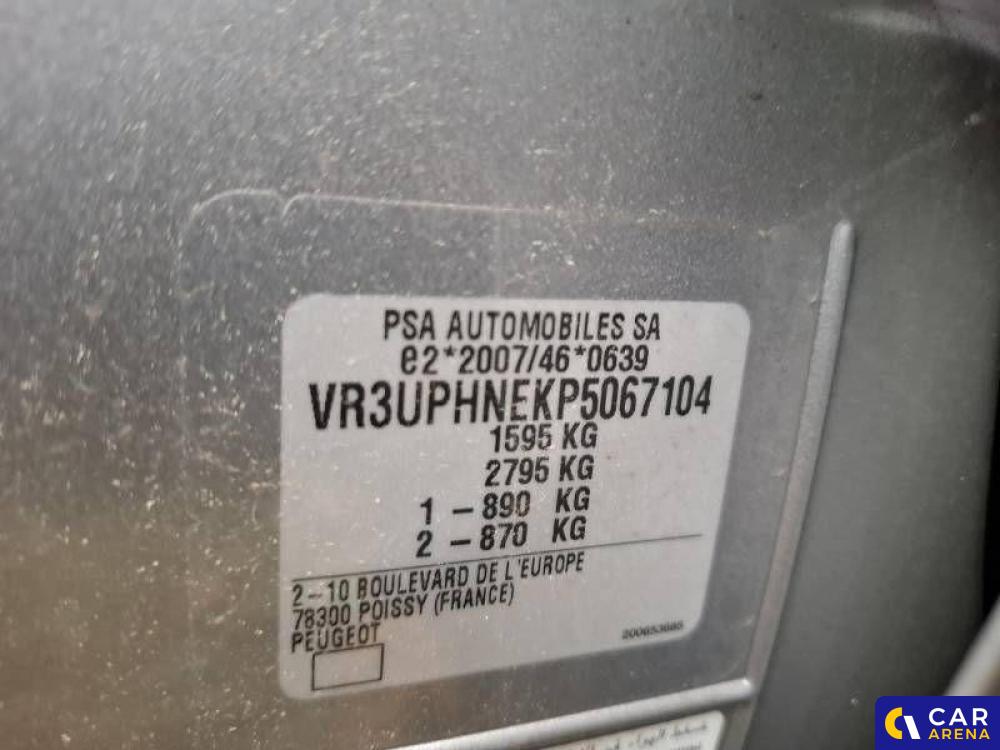 PSA AUTOMOBILES SA
e2*2007/46*0639
VR3UPHNEKP5067104
1595 KG
2795 KG
1 – 890 KG
2 – 870 KG
2–10 BOULEVARD DE L'EUROPE
78300 POISSY (FRANCE)
PEUGEOT
CAR
ARENA